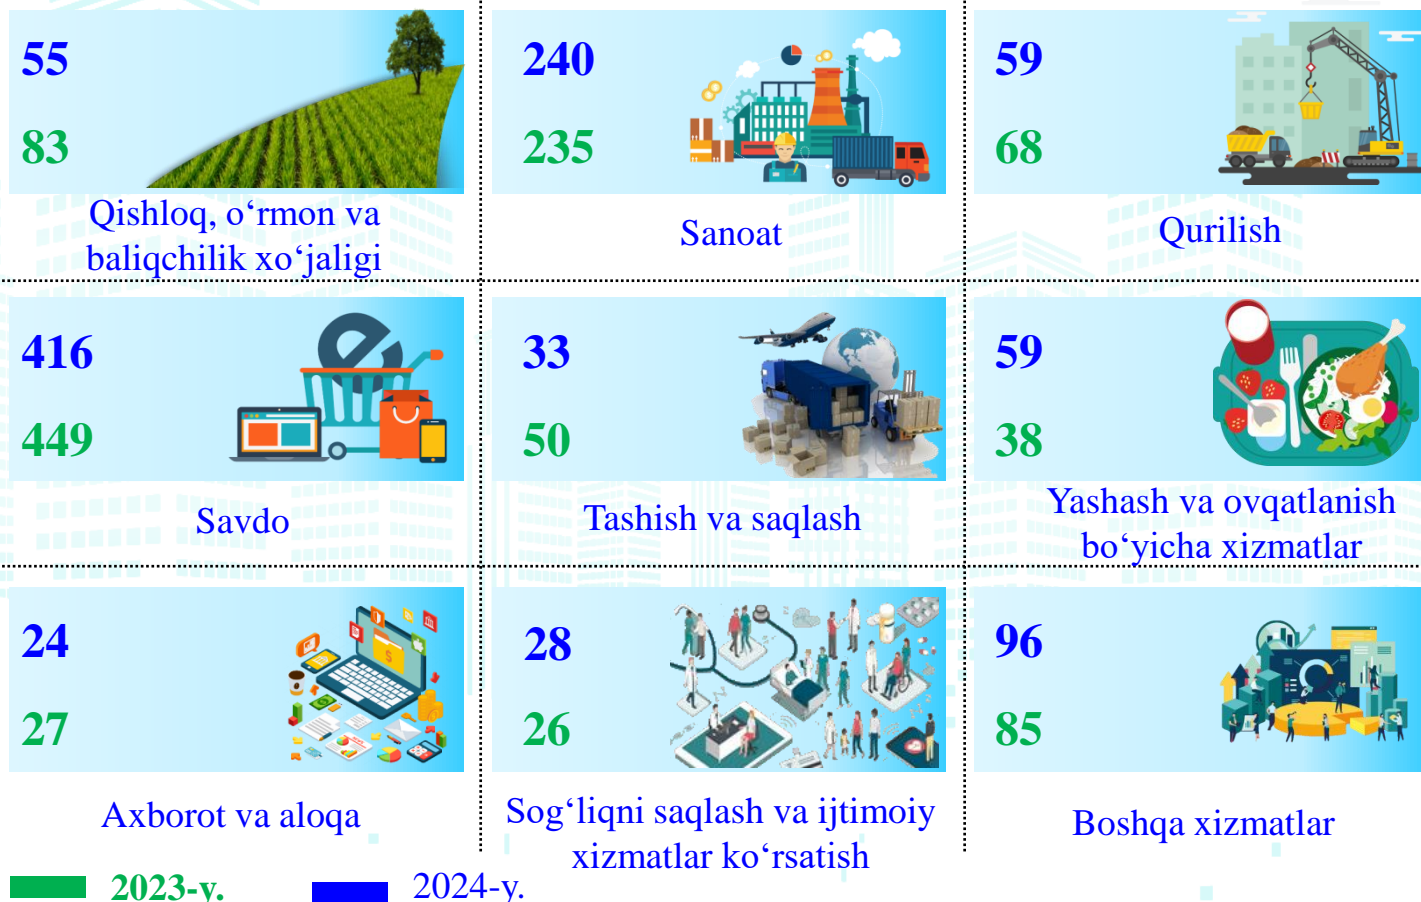 55
83
Qishloq, o‘rmon va
baliqchilik xo‘jaligi
240
235
Sanoat
59
68
Qurilish
416
449
Savdo
33
50
Tashish va saqlash
59
38
Yashash va ovqatlanish
bo‘yicha xizmatlar
24
27
Axborot va aloqa
28
26
Sog‘liqni saqlash va ijtimoiy
xizmatlar ko‘rsatish
96
85
Boshqa xizmatlar
2023-y.
2024-y.